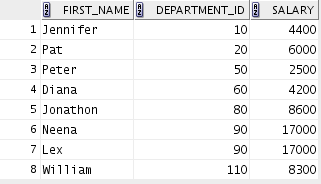 FIRST_NAME DEPARTMENT_ID SALARY
1 Jennifer 10 4400
2 Pat 20 6000
3 Peter 50 2500
4 Diana 60 4200
5 Jonathon 80 8600
6 Neena 90 17000
7 Lex 90 17000
8 William 110 8300